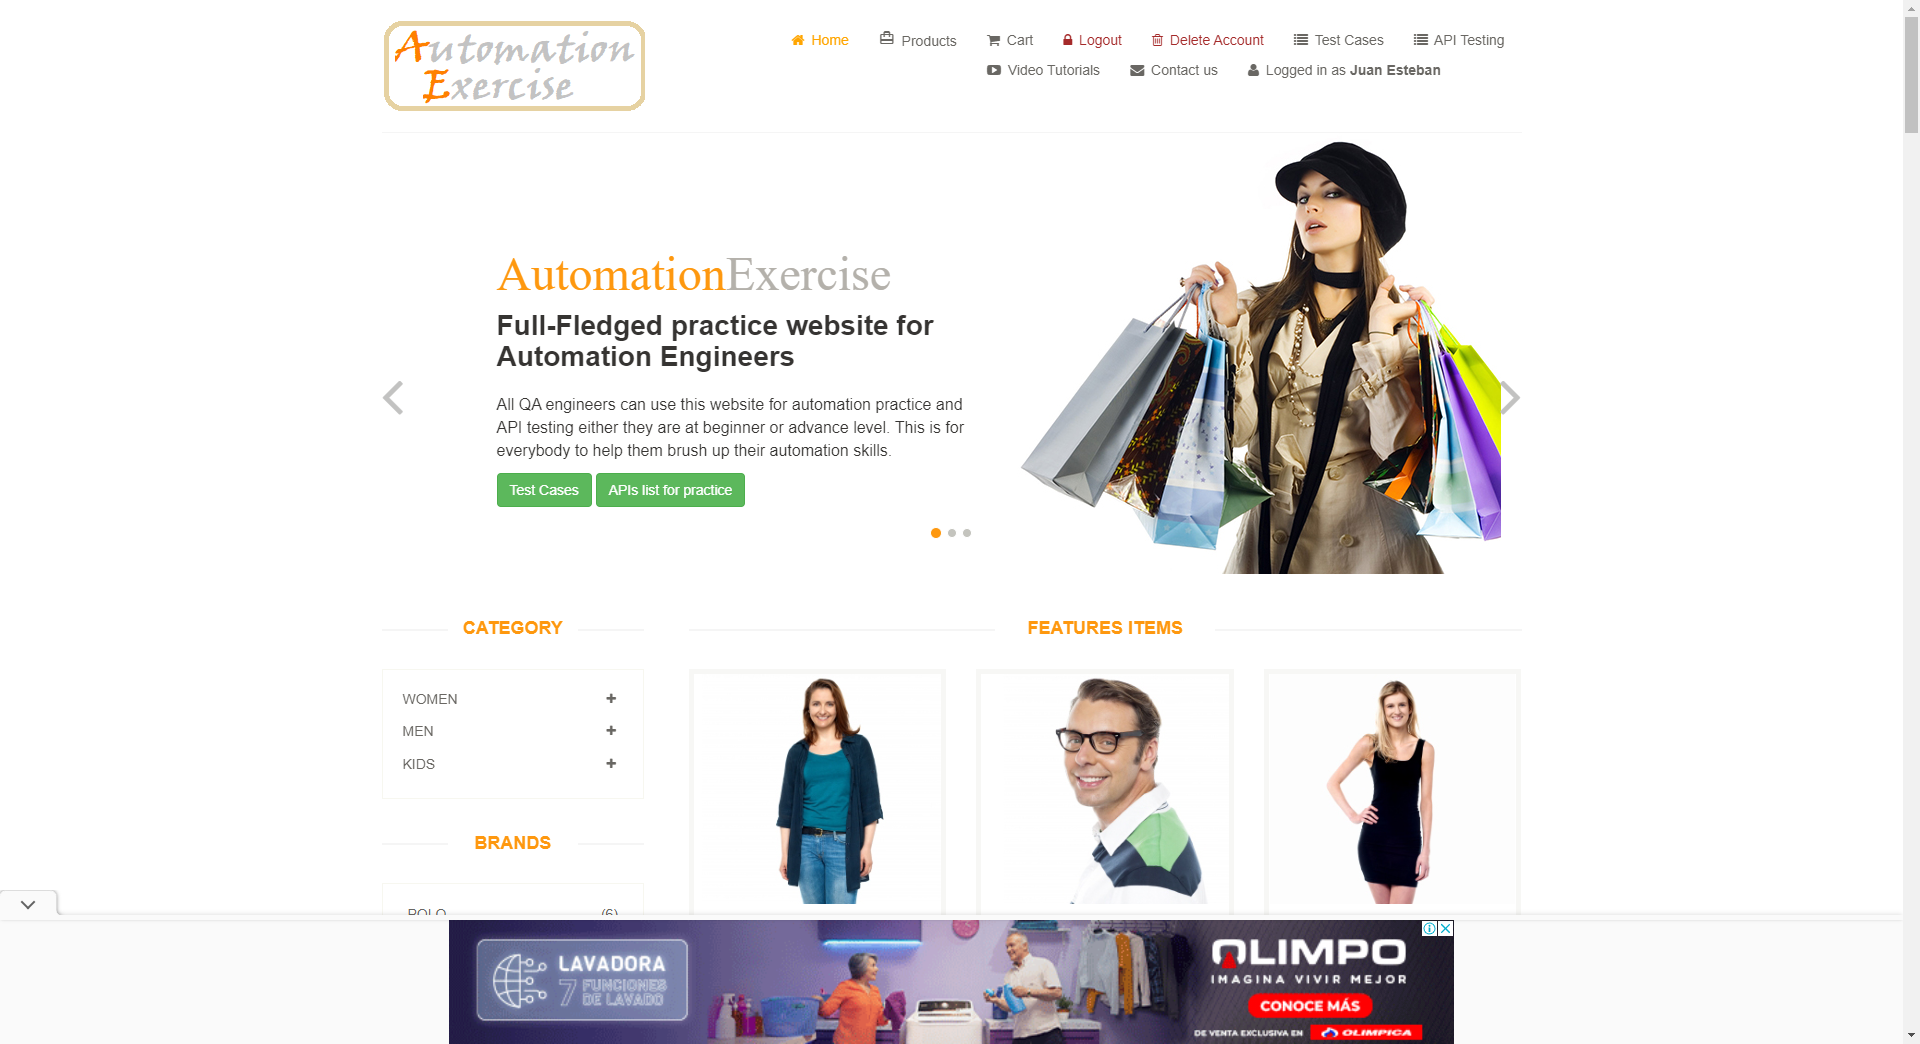 Automation
Exercise
Home
Products
Cart
Logout
Delete Account
Test Cases
API Testing
Video Tutorials
Contact us
Logged in as Juan Esteban
AutomationExercise
Full-Fledged practice website for
Automation Engineers
All QA engineers can use this website for automation practice and
API testing either they are at beginner or advance level. This is for
everybody to help them brush up their automation skills.
Test Cases
APIs list for practice
CATEGORY
WOMEN
MEN
KIDS
BRANDS
POLO (6)
FEATURES ITEMS
LAVADORA
7 FUNCIONES
DE LAVADO
OLIMPO
IMAGINA VIVIR MEJOR
CONOCE MÁS
DE VENTA EXCLUSIVA EN OLIMPICA